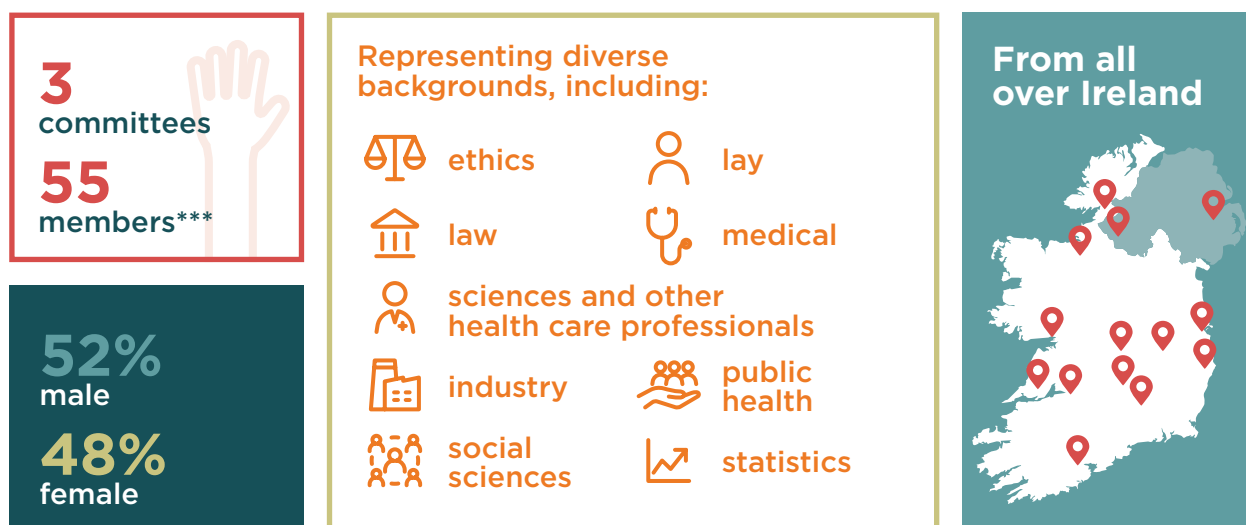 3
committees
55
members***
52%
male
48%
female
Representing diverse
backgrounds, including:
ethics
lay
law
medical
sciences and other
health care professionals
industry
public
health
social
sciences
statistics
From all
over Ireland